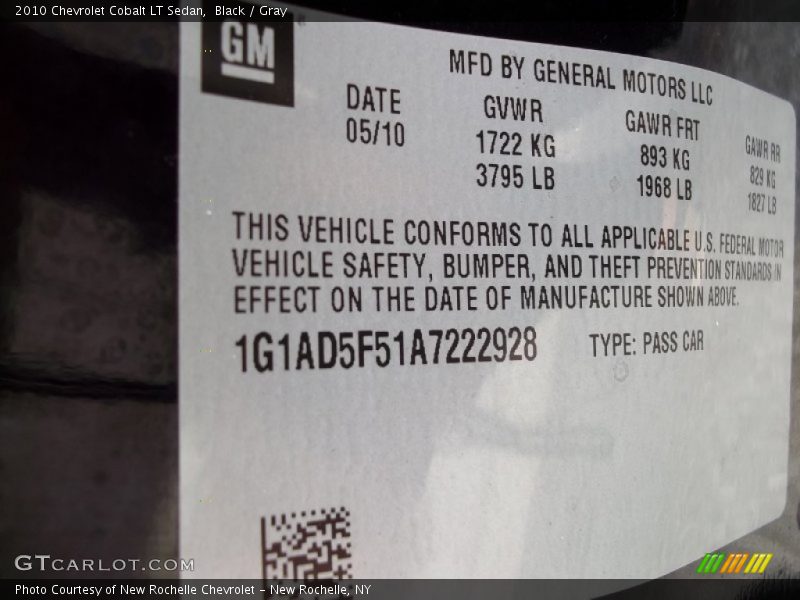 2010 Chevrolet Cobalt LT Sedan, Black / Gray
GM
MFD BY GENERAL MOTORS LLC
DATE GVWR GAWR FRT GAWR RR
05/10 1722 KG 893 KG 829 KG
3795 LB 1968 LB 1827 LB
THIS VEHICLE CONFORMS TO ALL APPLICABLE U.S. FEDERAL MOTOR
VEHICLE SAFETY, BUMPER, AND THEFT PREVENTION STANDARDS IN
EFFECT ON THE DATE OF MANUFACTURE SHOWN ABOVE.
1G1AD5F51A7222928 TYPE: PASS CAR
GTCARLOT.COM
Photo Courtesy of New Rochelle Chevrolet - New Rochelle, NY